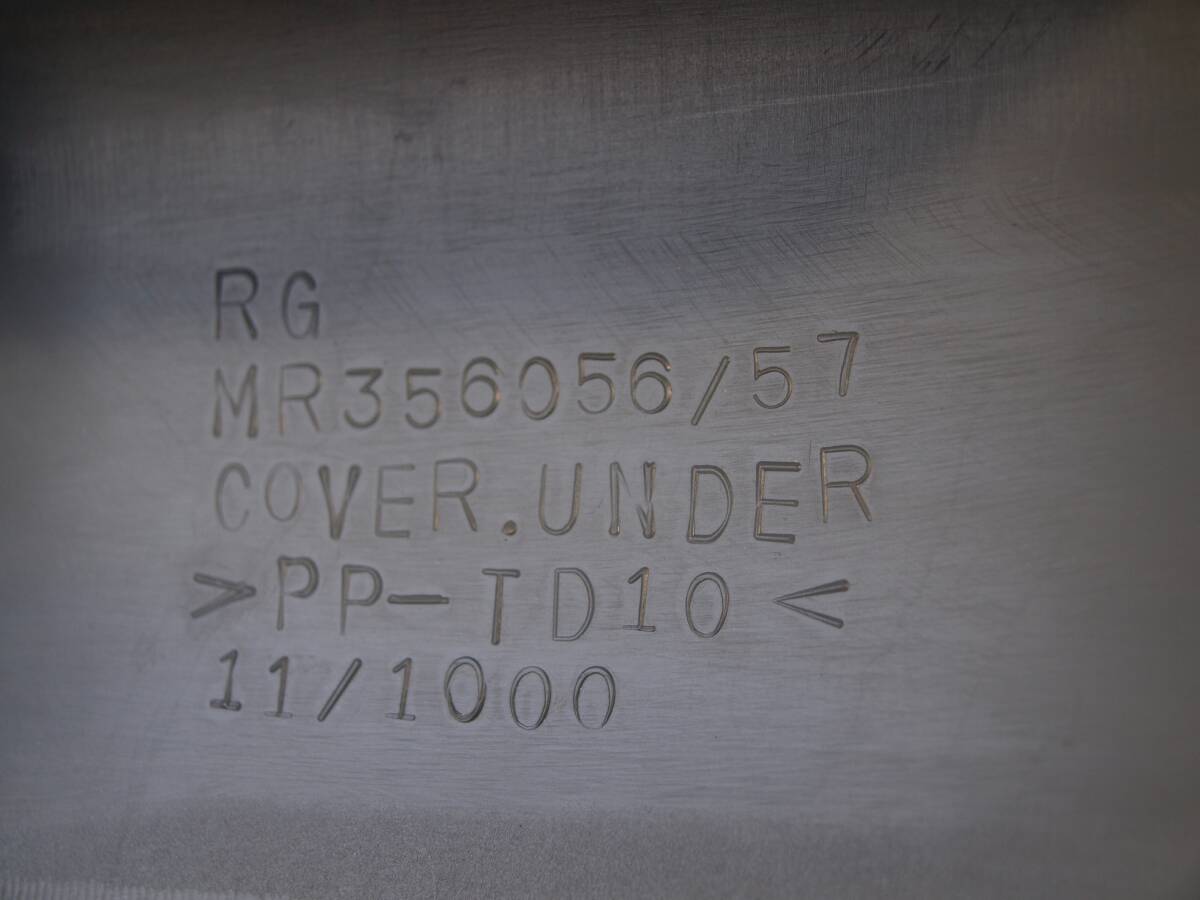 RG
MR356056/57
COVER.UNDER
>PP-TD10<
11/1000